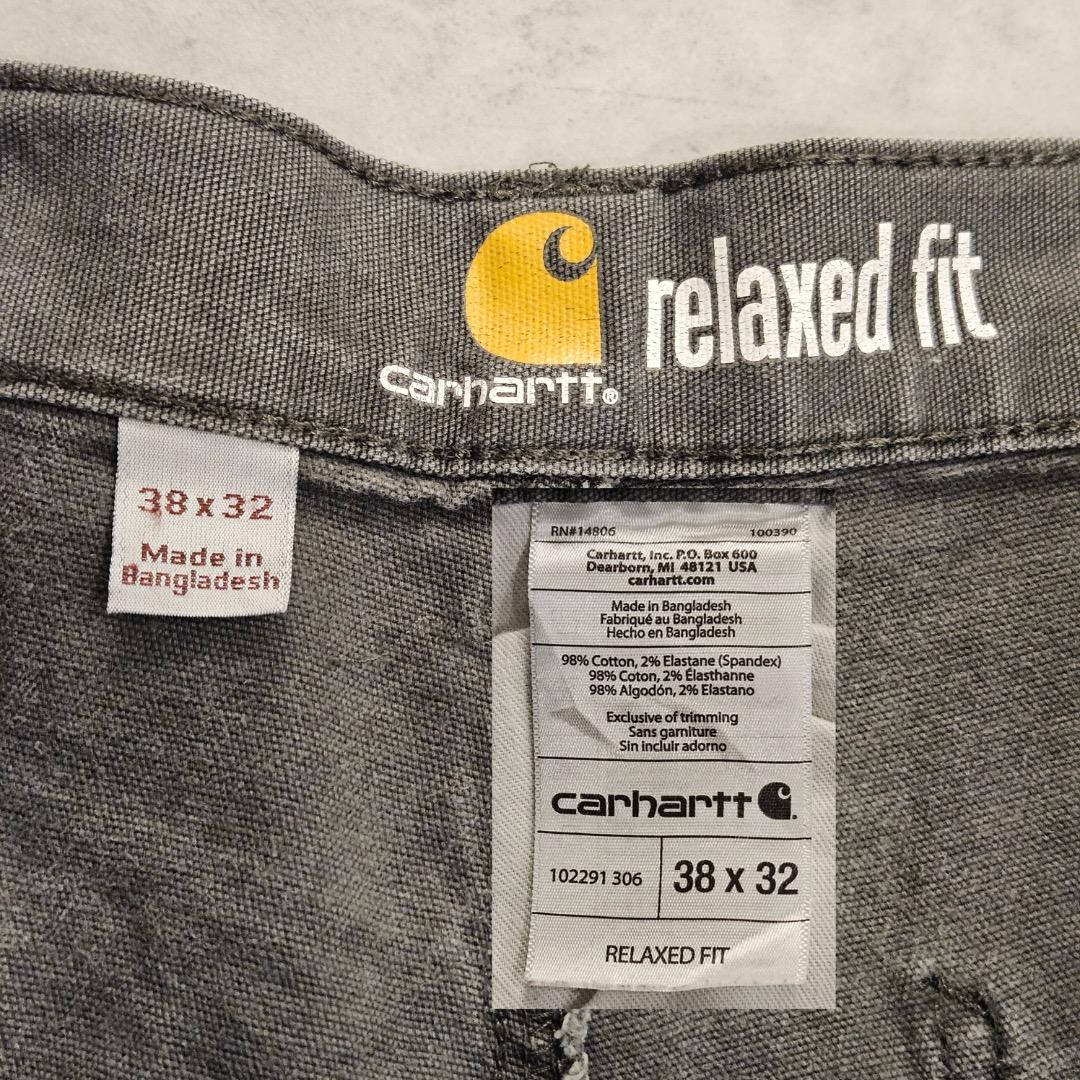 carhartt®
relaxed fit
38 x 32
Made in
Bangladesh
RN#14806 100390
Carhartt, Inc. P.O. Box 600
Dearborn, MI 48121 USA
carhartt.com
Made in Bangladesh
Fabriqué au Bangladesh
Hecho en Bangladesh
98% Cotton, 2% Elastane (Spandex)
98% Coton, 2% Élasthanne
98% Algodón, 2% Elastano
Exclusive of trimming
Sans garniture
Sin incluir adorno
carhartt
102291 306 38 x 32
RELAXED FIT